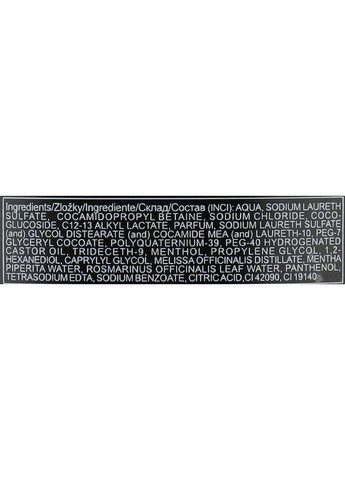 Ingredients/Zložky/Ingrediente/Склад/Состав (INCI): AQUA, SODIUM LAURETH
SULFATE, COCAMIDOPROPYL BETAINE, SODIUM CHLORIDE, COCO-
GLUCOSIDE, C12-13 ALKYL LACTATE, PARFUM, SODIUM LAURETH SULFATE
(and) GLYCOL DISTEARATE (and) COCAMIDE MEA (and) LAURETH-10, PEG-7
GLYCERYL COCOATE, POLYQUATERNIUM-39, PEG-40 HYDROGENATED
CASTOR OIL, TRIDECETH-9, MENTHOL, PROPYLENE GLYCOL, 1,2-
HEXANEDIOL, CAPRYLYL GLYCOL, MELISSA OFFICINALIS DISTILLATE, MENTHA
PIPERITA WATER, ROSMARINUS OFFICINALIS LEAF WATER, PANTHENOL,
TETRASODIUM EDTA, SODIUM BENZOATE, CITRIC ACID, CI 42090, CI 19140